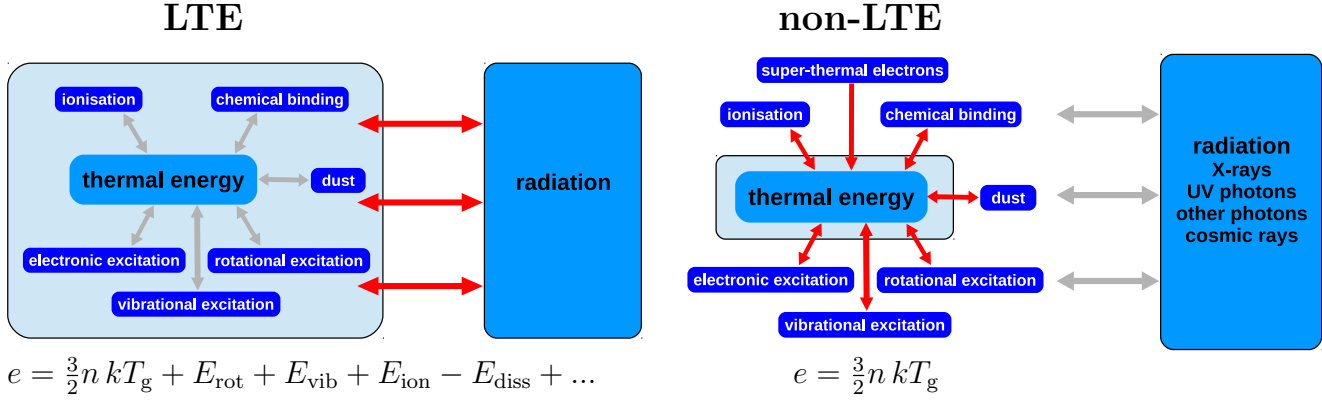 LTE
ionisation
chemical binding
thermal energy
dust
electronic excitation
rotational excitation
vibrational excitation
radiation
e = 3/2 n kT_g + E_rot + E_vib + E_ion − E_diss + ...
non-LTE
super-thermal electrons
ionisation
chemical binding
thermal energy
dust
electronic excitation
rotational excitation
vibrational excitation
radiation
X-rays
UV photons
other photons
cosmic rays
e = 3/2 n kT_g